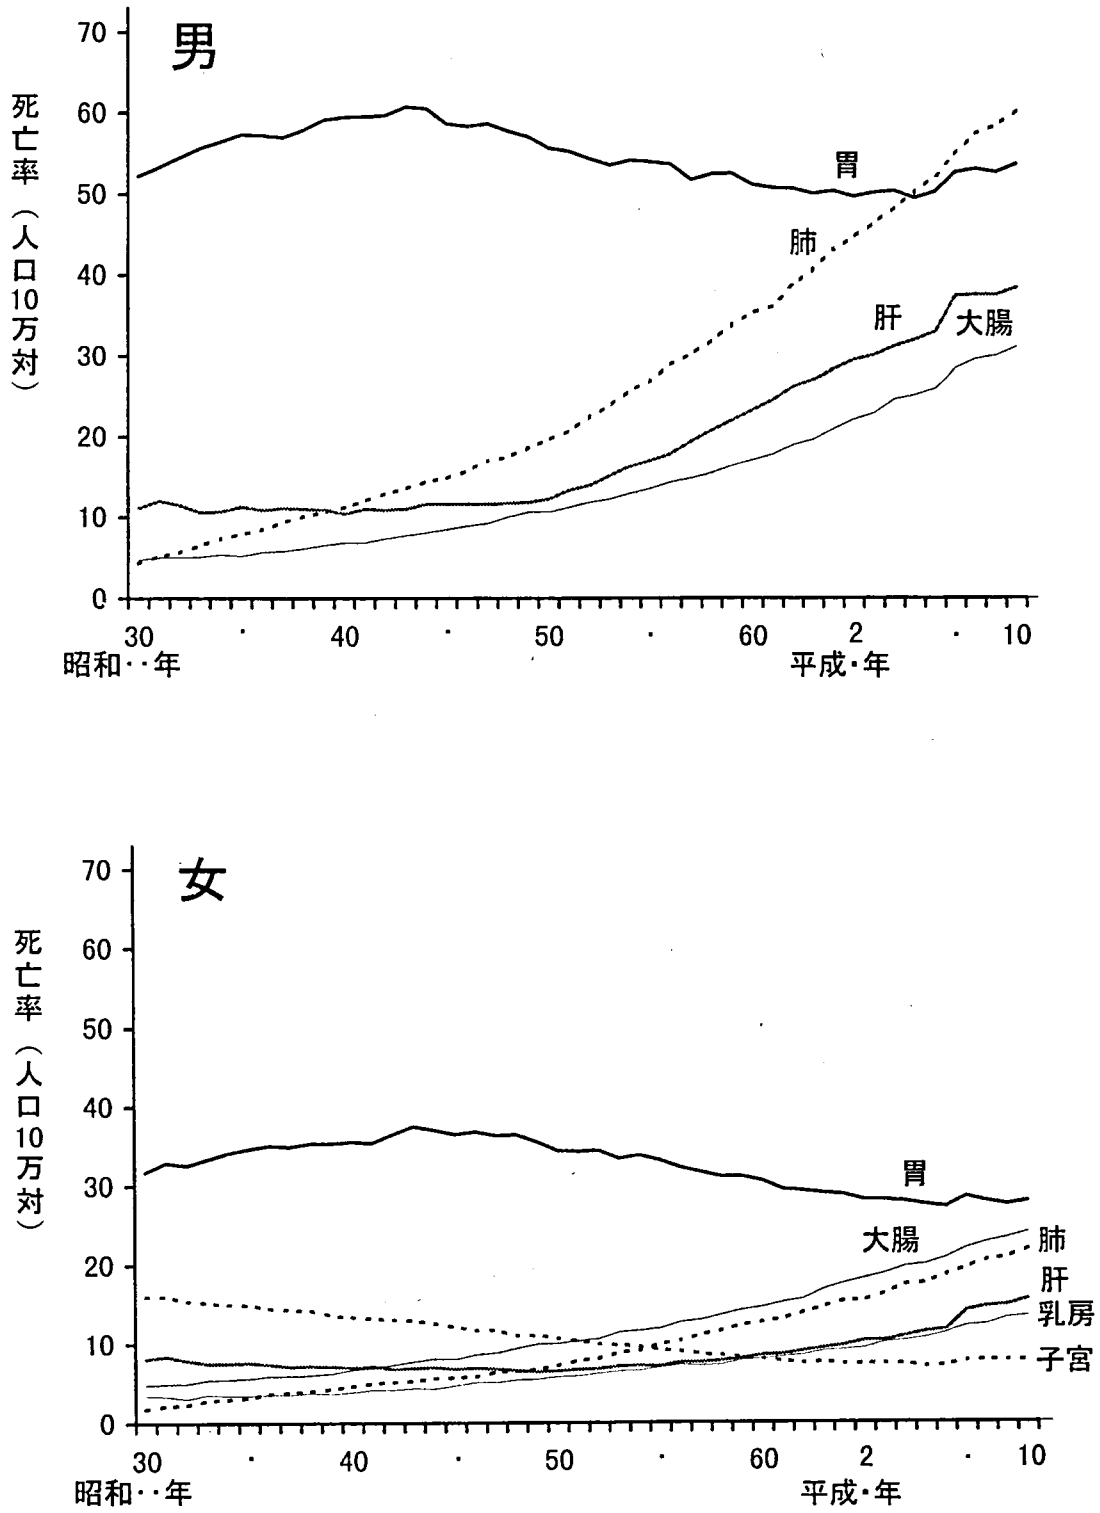 男
死亡率（人口10万対）
70
60
50
40
30
20
10
0
胃
肺
肝
大腸
30 ・ 40 ・ 50 ・ 60 2 ・ 10
昭和・・年 平成・年
女
死亡率（人口10万対）
70
60
50
40
30
20
10
0
胃
大腸
肺
肝
乳房
子宮
30 ・ 40 ・ 50 ・ 60 2 ・ 10
昭和・・年 平成・年